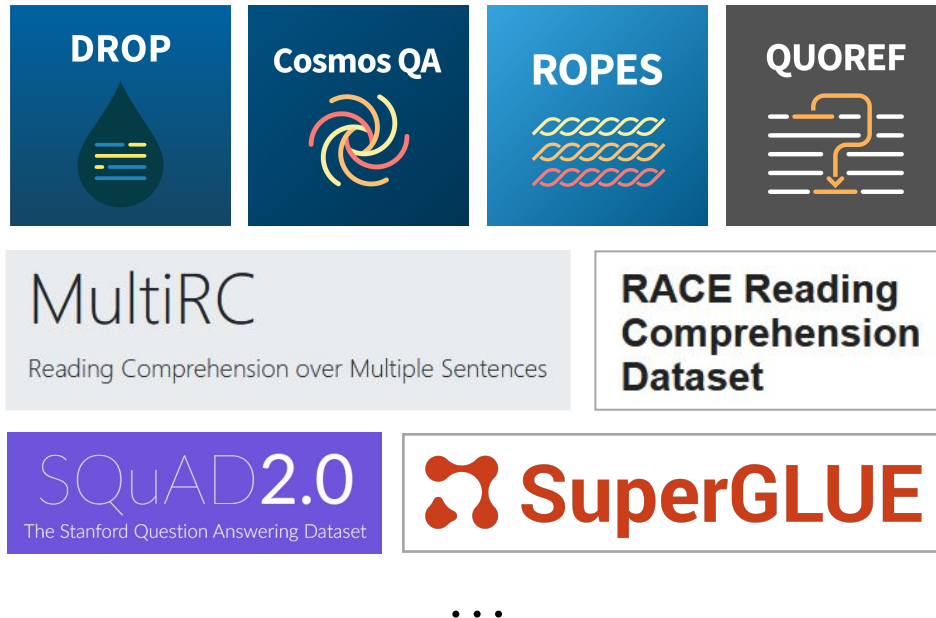 DROP
Cosmos QA
ROPES
QUOREF
MultiRC
Reading Comprehension over Multiple Sentences
RACE Reading
Comprehension
Dataset
SQuAD2.0
The Stanford Question Answering Dataset
SuperGLUE
...